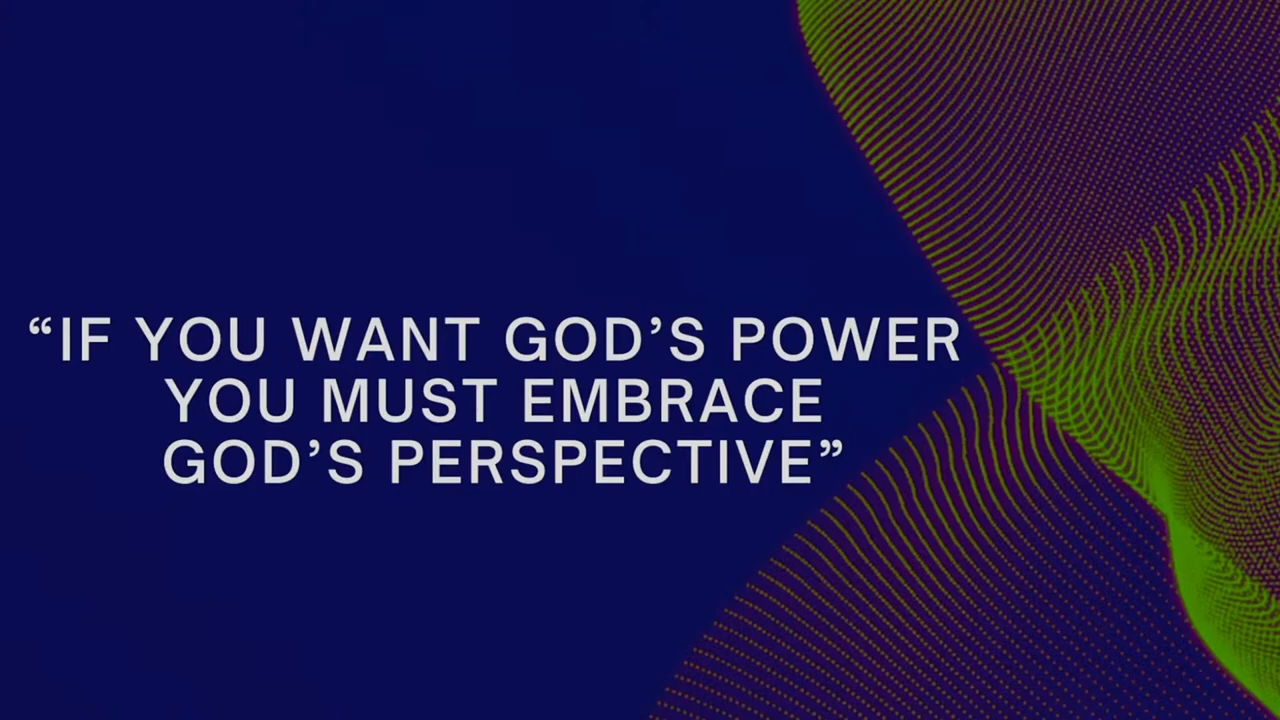 “IF YOU WANT GOD’S POWER
YOU MUST EMBRACE
GOD’S PERSPECTIVE”